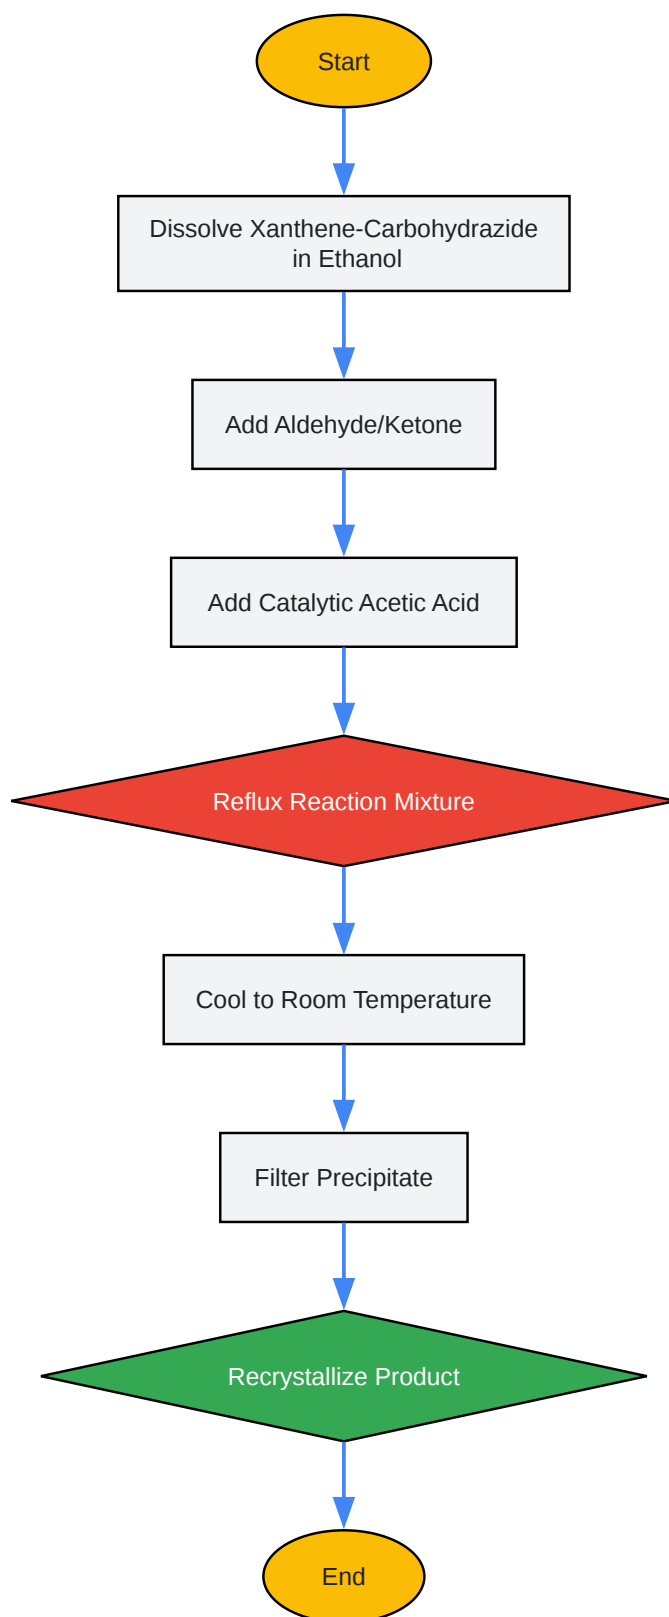 Start
Dissolve Xanthene-Carbohydrazide
in Ethanol
Add Aldehyde/Ketone
Add Catalytic Acetic Acid
Reflux Reaction Mixture
Cool to Room Temperature
Filter Precipitate
Recrystallize Product
End